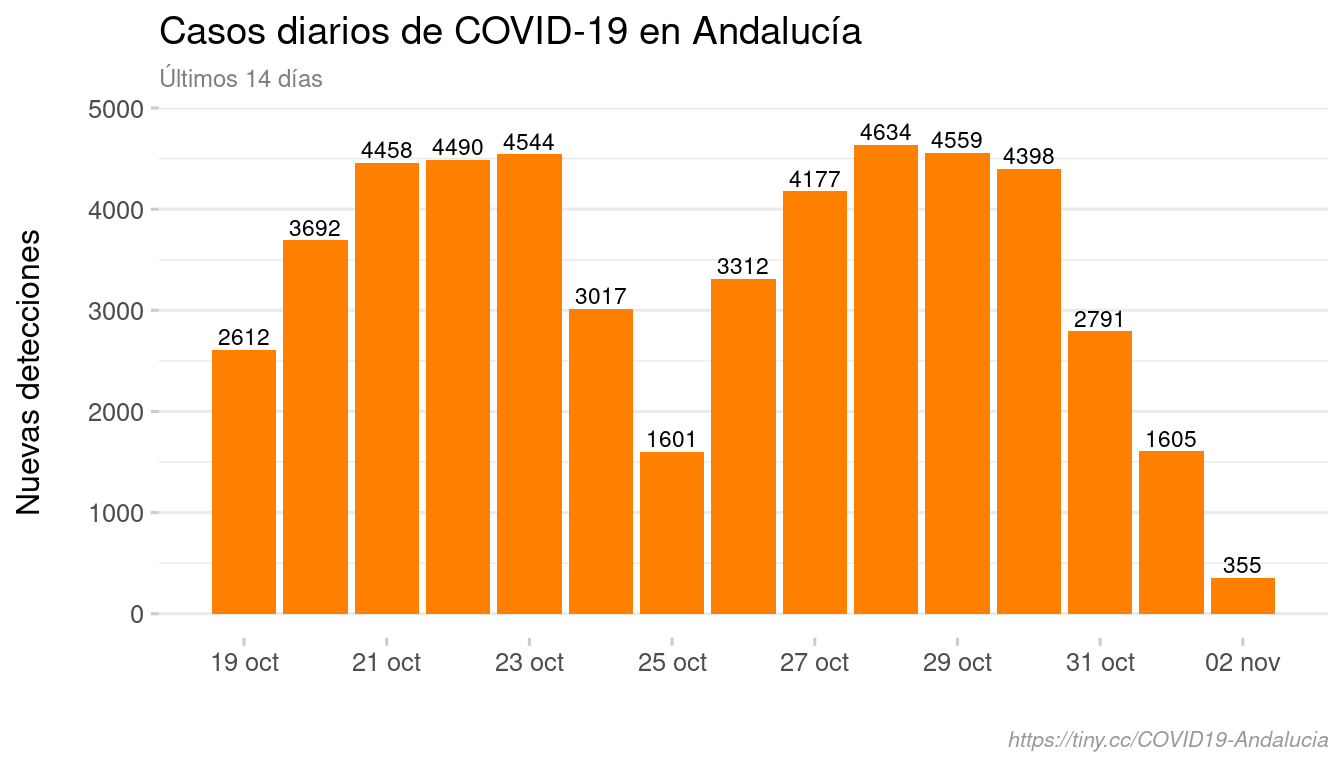 Casos diarios de COVID-19 en Andalucía
Últimos 14 días
Nuevas detecciones
5000
4000
3000
2000
1000
0
2612
3692
4458
4490
4544
3017
1601
3312
4177
4634
4559
4398
2791
1605
355
19 oct
21 oct
23 oct
25 oct
27 oct
29 oct
31 oct
02 nov
https://tiny.cc/COVID19-Andalucia